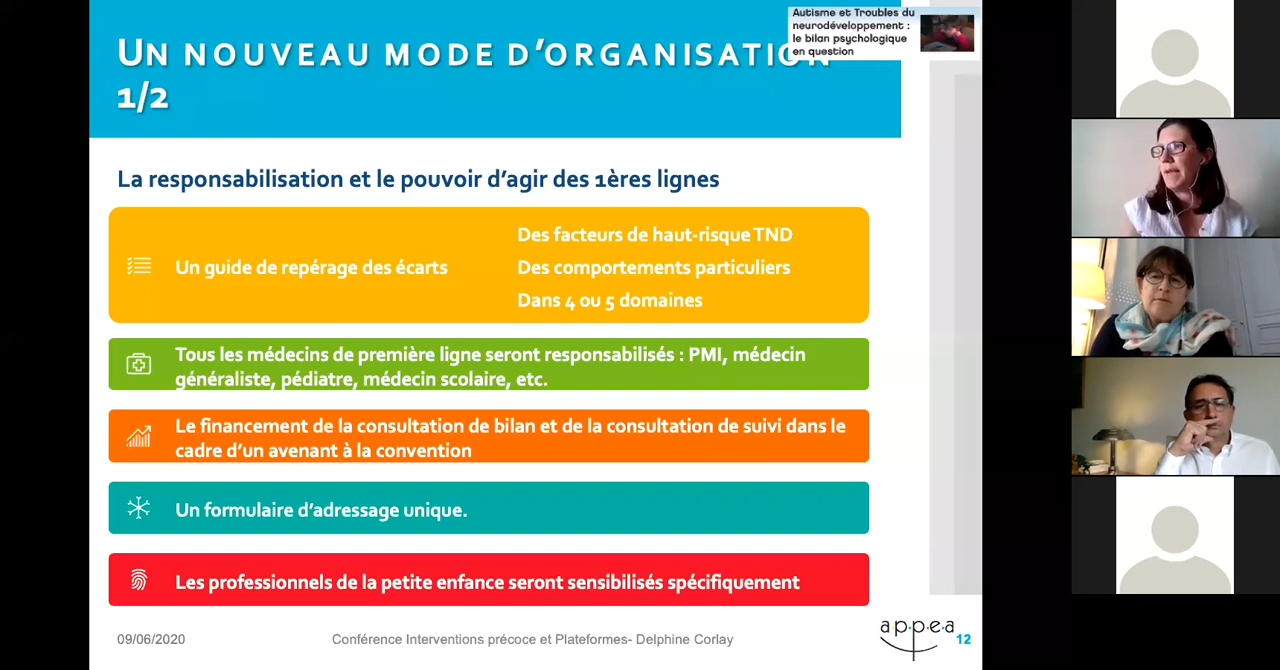 Autisme et Troubles du
neurodéveloppement :
le bilan psychologique
en question
UN NOUVEAU MODE D'ORGANISATION
1/2
La responsabilisation et le pouvoir d'agir des 1ères lignes
Un guide de repérage des écarts
Des facteurs de haut-risque TND
Des comportements particuliers
Dans 4 ou 5 domaines
Tous les médecins de première ligne seront responsabilisés : PMI, médecin
généraliste, pédiatre, médecin scolaire, etc.
Le financement de la consultation de bilan et de la consultation de suivi dans le
cadre d'un avenant à la convention
Un formulaire d'adressage unique.
Les professionnels de la petite enfance seront sensibilisés spécifiquement
09/06/2020
Conférence Interventions précoce et Plateformes- Delphine Corlay
appea
12